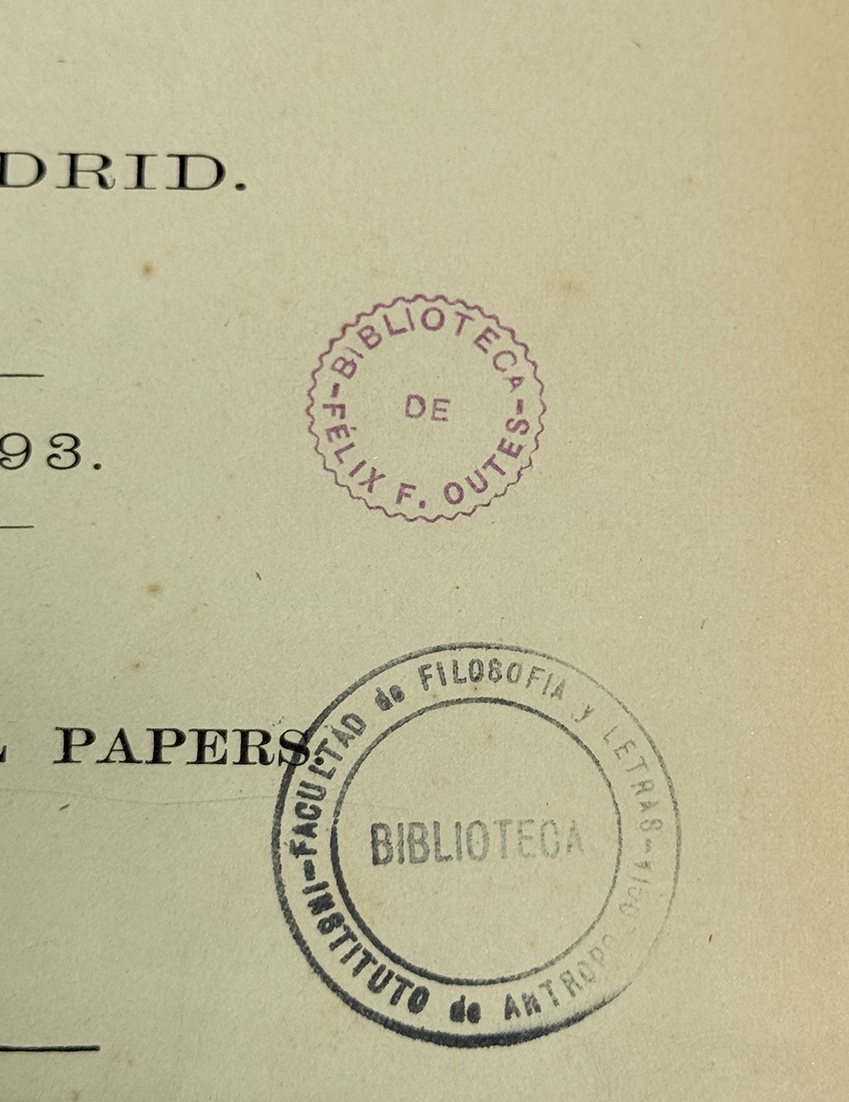 DRID.
BIBLIOTECA
DE
FÉLIX F. OUTES
93.
PAPERS.
FACULTAD de FILOSOFIA y LETRAS
BIBLIOTECA
INSTITUTO de ANTROPOLOGIA